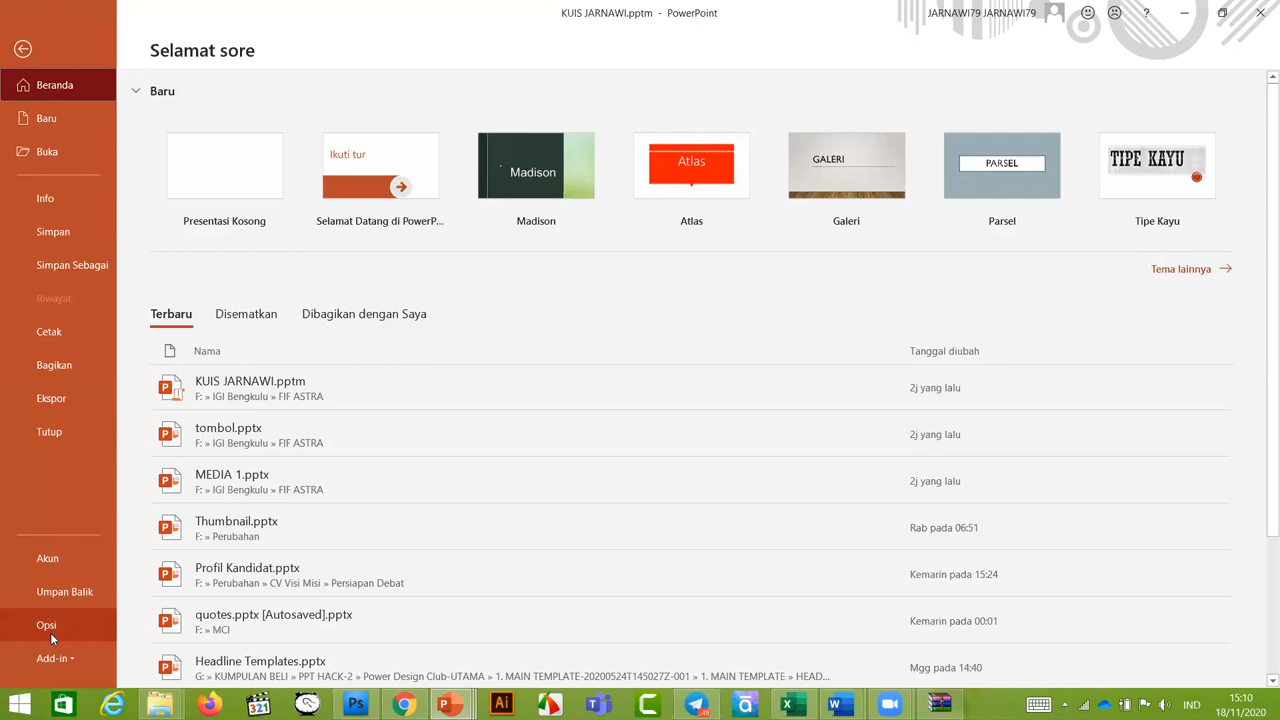 KUIS JARNAWI.pptm - PowerPoint
JARNAWI79 JARNAWI79
?
Selamat sore
Beranda
Baru
Buka
Info
Simpan
Simpan Sebagai
Riwayat
Cetak
Bagikan
Ekspor
Tutup
Akun
Umpan Balik
Opsi
Add-in
Baru
Ikuti tur
Madison
Atlas
GALERI
PARSEL
TIPE KAYU
Presentasi Kosong
Selamat Datang di PowerP...
Madison
Atlas
Galeri
Parsel
Tipe Kayu
Tema lainnya
Terbaru Disematkan Dibagikan dengan Saya
Nama Tanggal diubah
KUIS JARNAWI.pptm 2j yang lalu
F: » IGI Bengkulu » FIF ASTRA
tombol.pptx 2j yang lalu
F: » IGI Bengkulu » FIF ASTRA
MEDIA 1.pptx 2j yang lalu
F: » IGI Bengkulu » FIF ASTRA
Thumbnail.pptx Rab pada 06:51
F: » Perubahan
Profil Kandidat.pptx Kemarin pada 15:24
F: » Perubahan » CV Visi Misi » Persiapan Debat
quotes.pptx [Autosaved].pptx Kemarin pada 00:01
F: » MCI
Headline Templates.pptx Mgg pada 14:40
G: » KUMPULAN BELI » PPT HACK-2 » Power Design Club-UTAMA » 1. MAIN TEMPLATE-20200524T145027Z-001 » 1. MAIN TEMPLATE » HEAD...
321
Ps
P
Ai
49
X
W
IND
15:10
18/11/2020